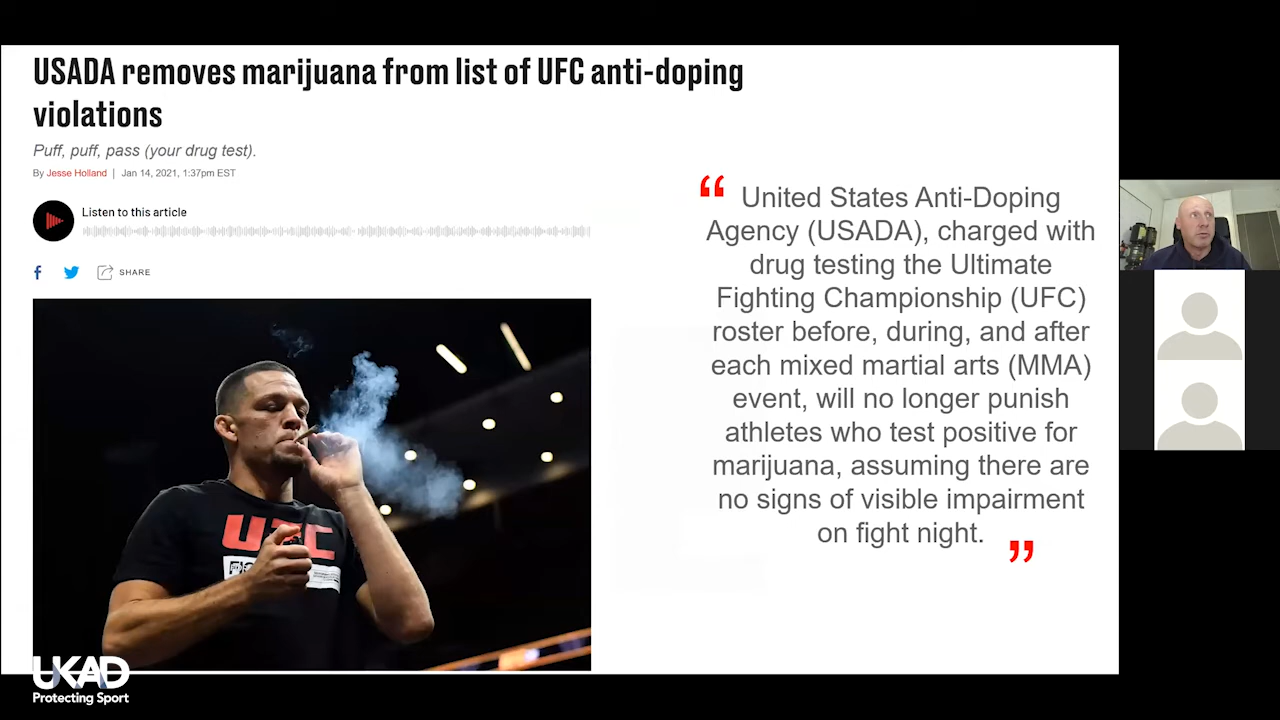 USADA removes marijuana from list of UFC anti-doping
violations
Puff, puff, pass (your drug test).
By Jesse Holland | Jan 14, 2021, 1:37pm EST
Listen to this article
SHARE
UFC
“ United States Anti-Doping
Agency (USADA), charged with
drug testing the Ultimate
Fighting Championship (UFC)
roster before, during, and after
each mixed martial arts (MMA)
event, will no longer punish
athletes who test positive for
marijuana, assuming there are
no signs of visible impairment
on fight night. ”
UKAD
Protecting Sport